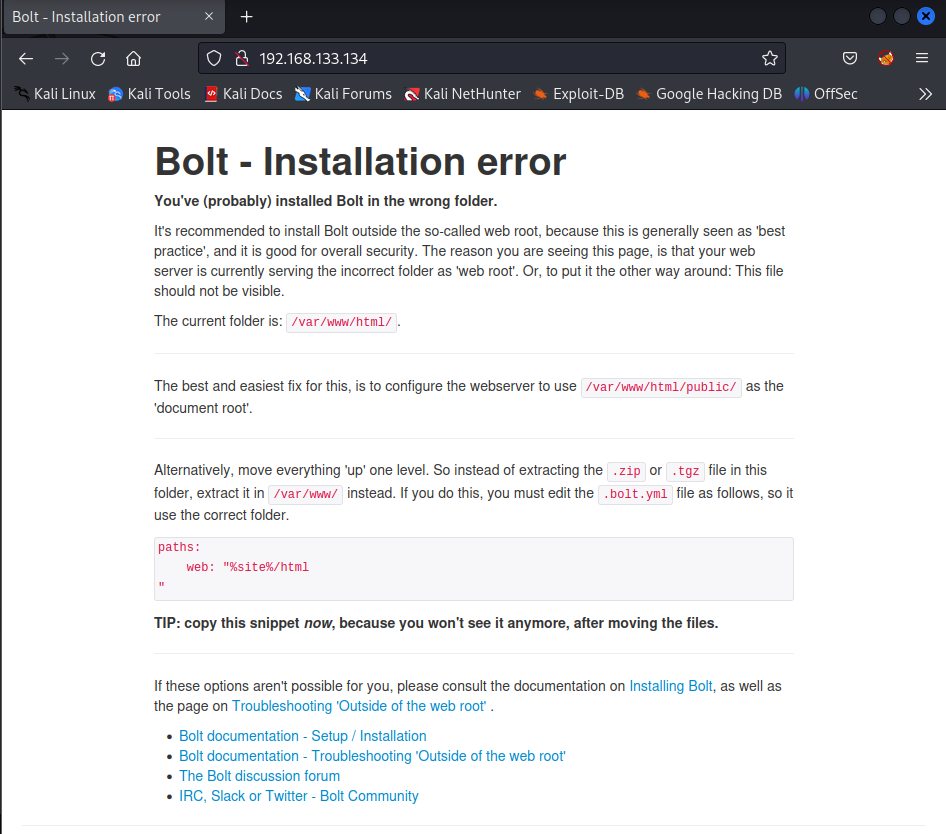 Bolt - Installation error
192.168.133.134
Kali Linux Kali Tools Kali Docs Kali Forums Kali NetHunter Exploit-DB Google Hacking DB OffSec
Bolt - Installation error
You've (probably) installed Bolt in the wrong folder.
It's recommended to install Bolt outside the so-called web root, because this is generally seen as 'best
practice', and it is good for overall security. The reason you are seeing this page, is that your web
server is currently serving the incorrect folder as 'web root'. Or, to put it the other way around: This file
should not be visible.
The current folder is: /var/www/html/.
The best and easiest fix for this, is to configure the webserver to use /var/www/html/public/ as the
'document root'.
Alternatively, move everything 'up' one level. So instead of extracting the .zip or .tgz file in this
folder, extract it in /var/www/ instead. If you do this, you must edit the .bolt.yml file as follows, so it
use the correct folder.
paths:
    web: "%site%/html
"
TIP: copy this snippet now, because you won't see it anymore, after moving the files.
If these options aren't possible for you, please consult the documentation on Installing Bolt, as well as
the page on Troubleshooting 'Outside of the web root' .
• Bolt documentation - Setup / Installation
• Bolt documentation - Troubleshooting 'Outside of the web root'
• The Bolt discussion forum
• IRC, Slack or Twitter - Bolt Community